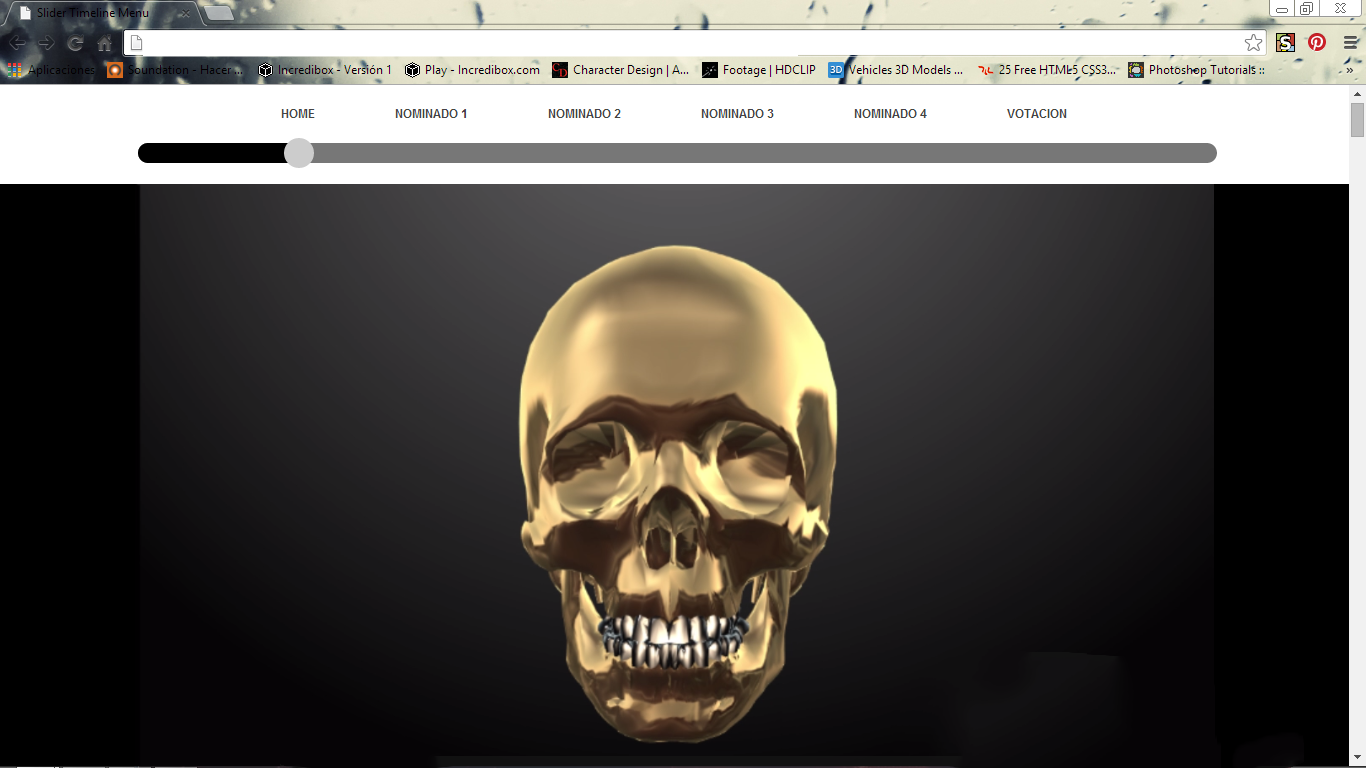 Slider Timeline Menu
Aplicaciones Soundation - Hacer ... Incredibox - Versión 1 Play - Incredibox.com Character Design | A... Footage | HDCLIP Vehicles 3D Models ... 25 Free HTML5 CSS3... Photoshop Tutorials :: »
HOME NOMINADO 1 NOMINADO 2 NOMINADO 3 NOMINADO 4 VOTACION